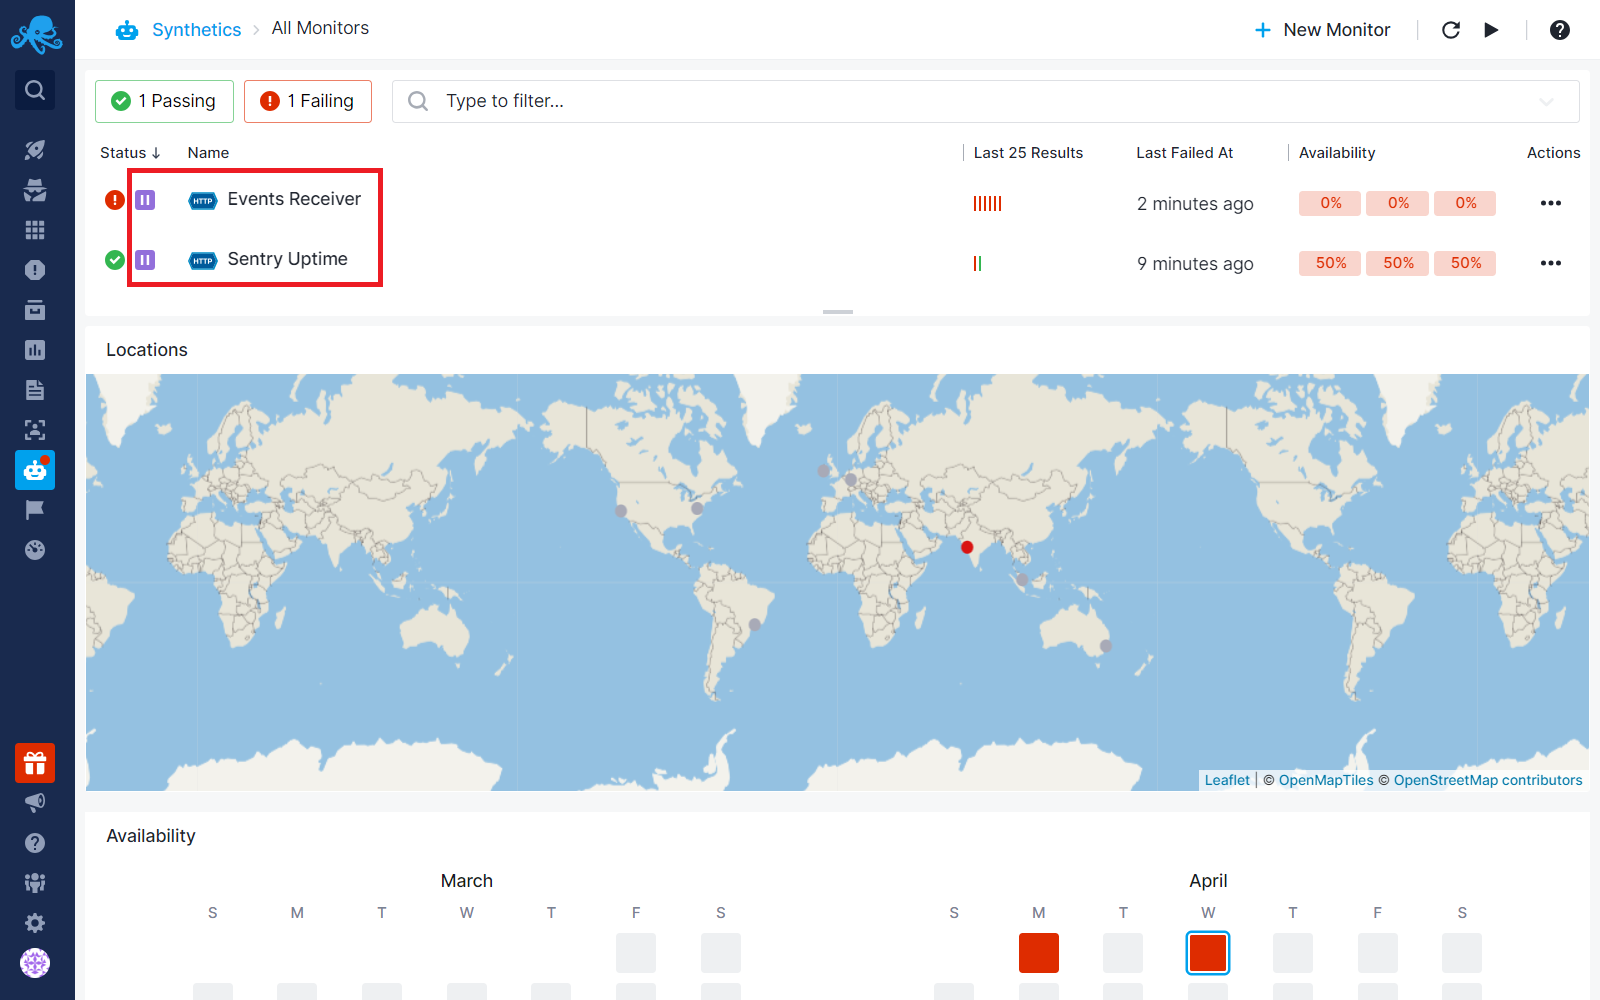 Synthetics > All Monitors
New Monitor
1 Passing
1 Failing
Type to filter...
Status Name Last 25 Results Last Failed At Availability Actions
HTTP Events Receiver 2 minutes ago 0% 0% 0%
HTTP Sentry Uptime 9 minutes ago 50% 50% 50%
Locations
Leaflet | © OpenMapTiles © OpenStreetMap contributors
Availability
March
S M T W T F S
April
S M T W T F S